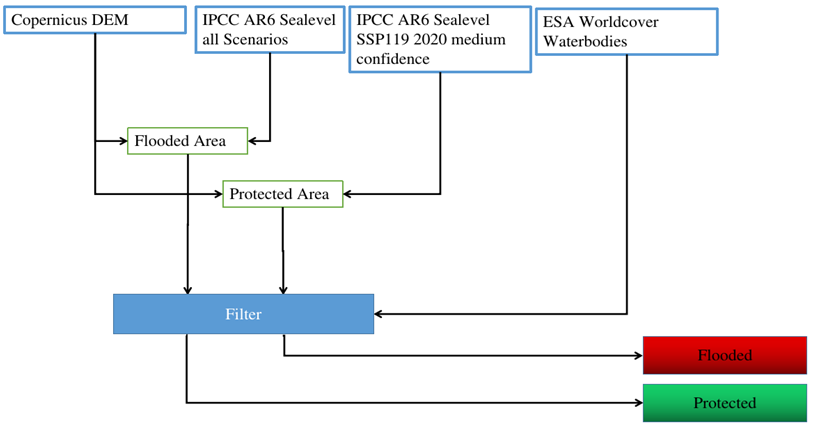 Copernicus DEM
IPCC AR6 Sealevel
all Scenarios
IPCC AR6 Sealevel
SSP119 2020 medium
confidence
ESA Worldcover
Waterbodies
Flooded Area
Protected Area
Filter
Flooded
Protected